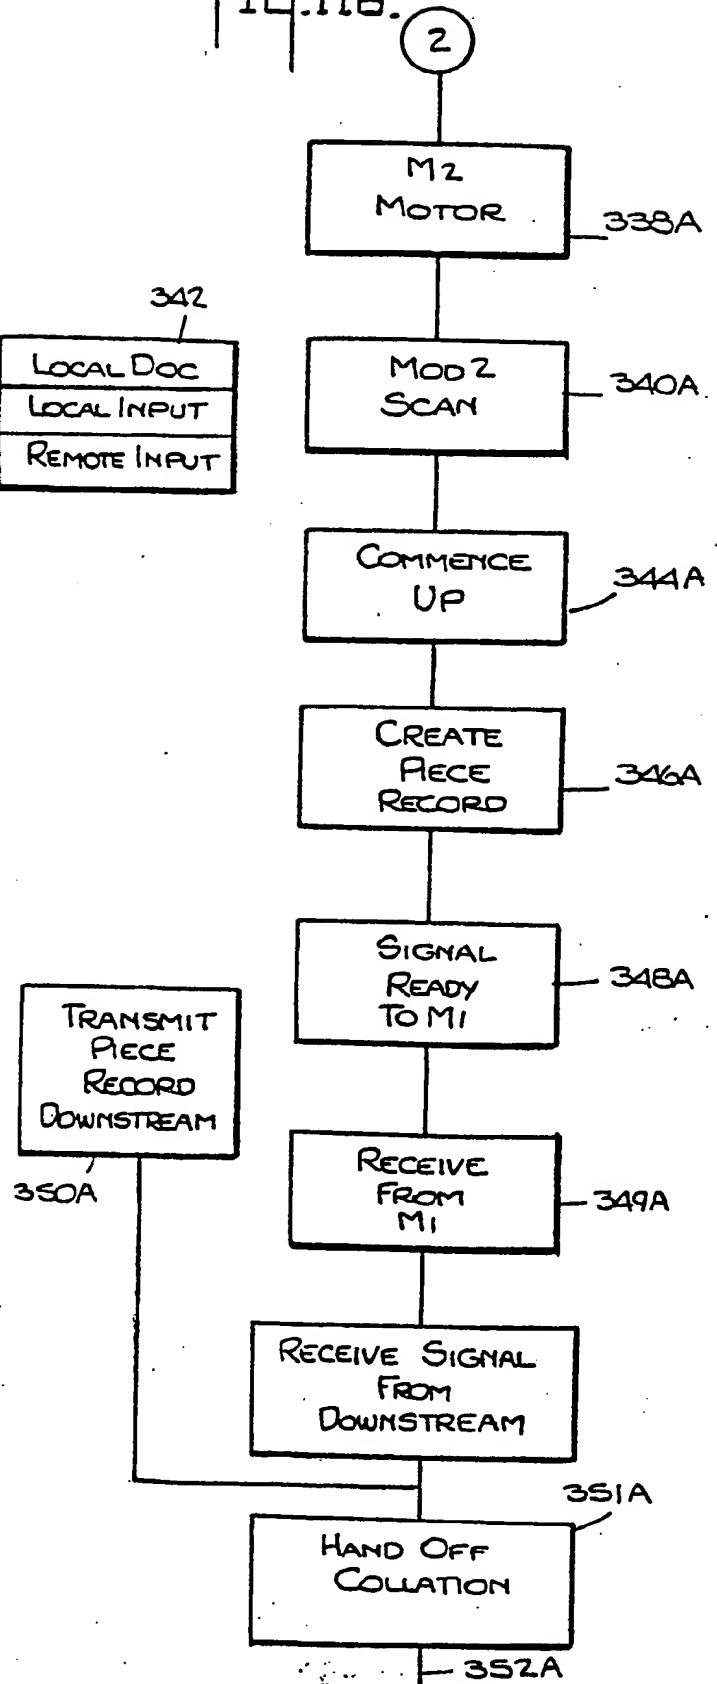 2
M2
MOTOR
338A
342
LOCAL DOC
LOCAL INPUT
REMOTE INPUT
MOD 2
SCAN
340A
COMMENCE
UP
344A
CREATE
PIECE
RECORD
346A
SIGNAL
READY
TO M1
348A
TRANSMIT
PIECE
RECORD
DOWNSTREAM
350A
RECEIVE
FROM
M1
349A
RECEIVE SIGNAL
FROM
DOWNSTREAM
351A
HAND OFF
COLLATION
352A